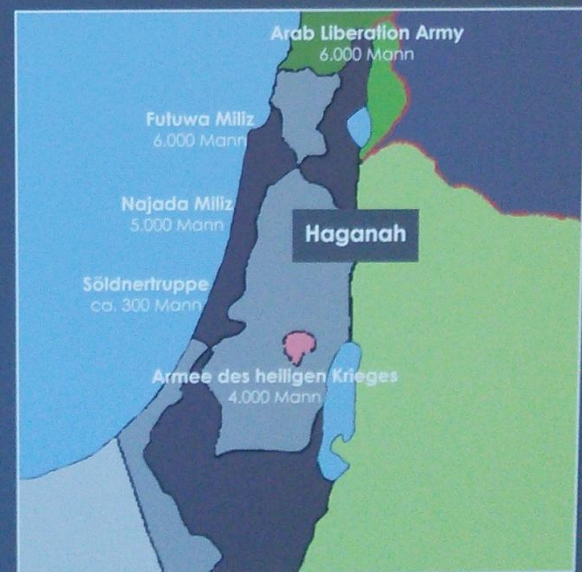 Arab Liberation Army
6.000 Mann
Futuwa Miliz
6.000 Mann
Najada Miliz
5.000 Mann
Haganah
Söldnertruppe
ca. 300 Mann
Armee des heiligen Krieges
4.000 Mann